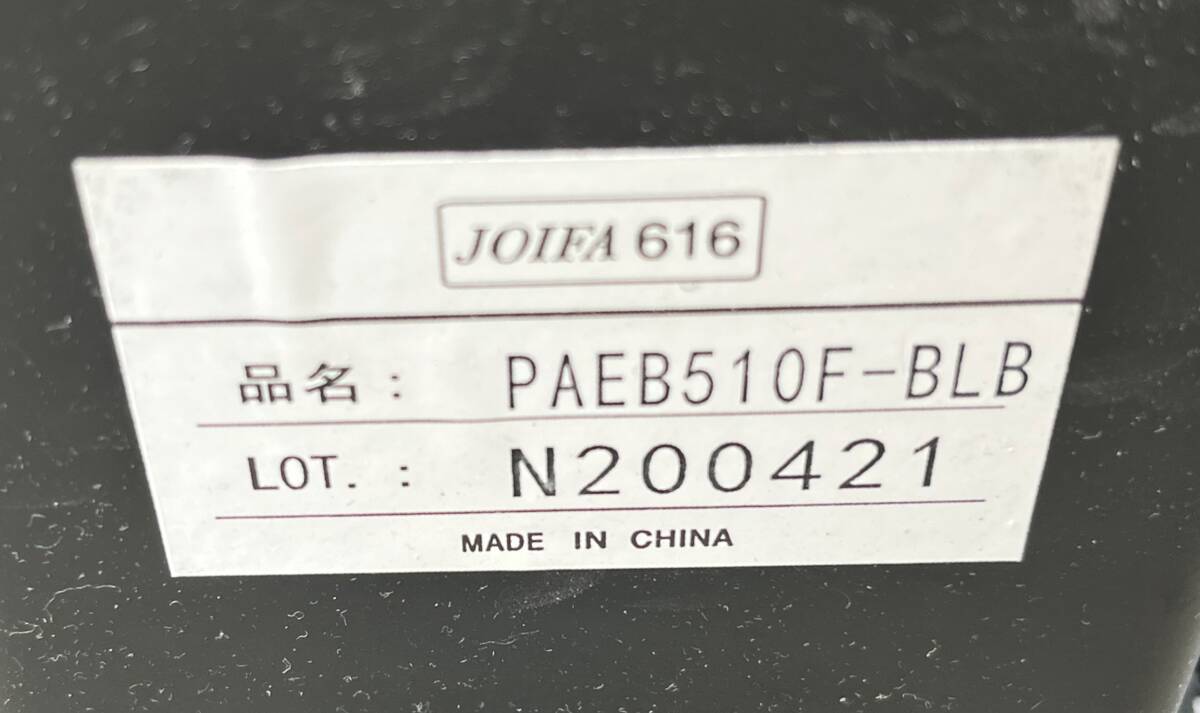 JOIFA 616
品名: PAEB510F-BLB
LOT. : N200421
MADE IN CHINA